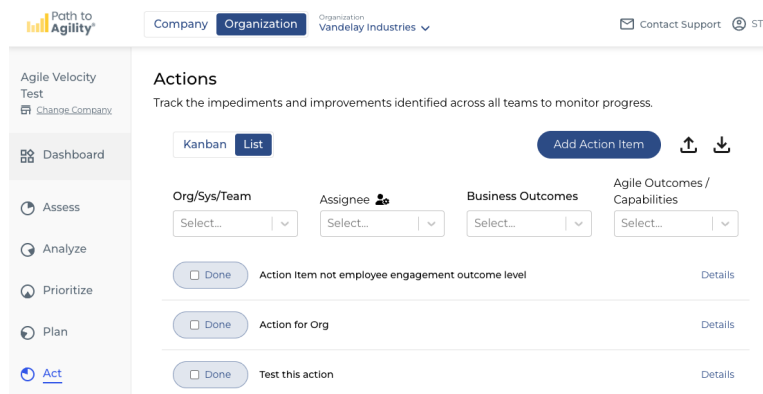 Path to
Agility®
Company
Organization
Organization
Vandelay Industries
Contact Support
ST
Agile Velocity
Test
Change Company
Dashboard
Assess
Analyze
Prioritize
Plan
Act
Actions
Track the impediments and improvements identified across all teams to monitor progress.
Kanban
List
Add Action Item
Org/Sys/Team
Select...
Assignee
Select...
Business Outcomes
Select...
Agile Outcomes /
Capabilities
Select...
Done Action Item not employee engagement outcome level Details
Done Action for Org Details
Done Test this action Details